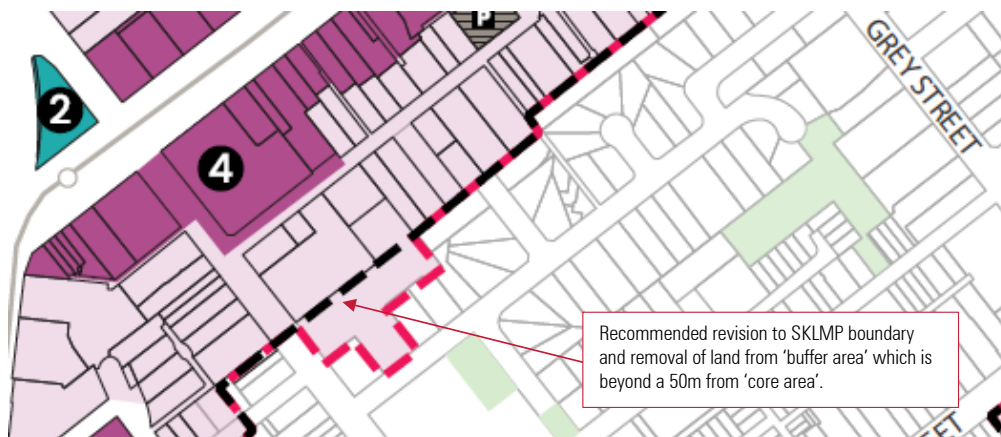 P
2
GREY STREET
4
Recommended revision to SKLMP boundary
and removal of land from ‘buffer area’ which is
beyond a 50m from ‘core area’.